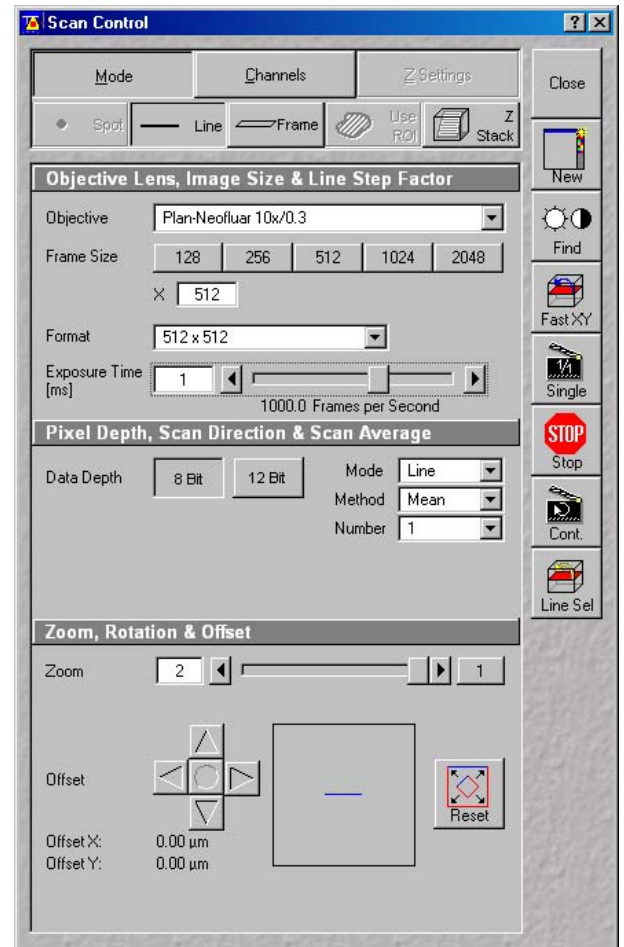 Scan Control
Mode Channels Z Settings Close
Spot Line Frame Use ROI Z Stack
New
Objective Lens, Image Size & Line Step Factor
Objective Plan-Neofluar 10x/0.3
Find
Frame Size 128 256 512 1024 2048
X 512
Fast XY
Format 512 x 512
Exposure Time [ms] 1
1/1
Single
1000.0 Frames per Second
Pixel Depth, Scan Direction & Scan Average
STOP
Stop
Data Depth 8 Bit 12 Bit Mode Line
Method Mean
Number 1
Cont.
Line Sel
Zoom, Rotation & Offset
Zoom 2 1
Offset
Reset
Offset X: 0.00 µm
Offset Y: 0.00 µm